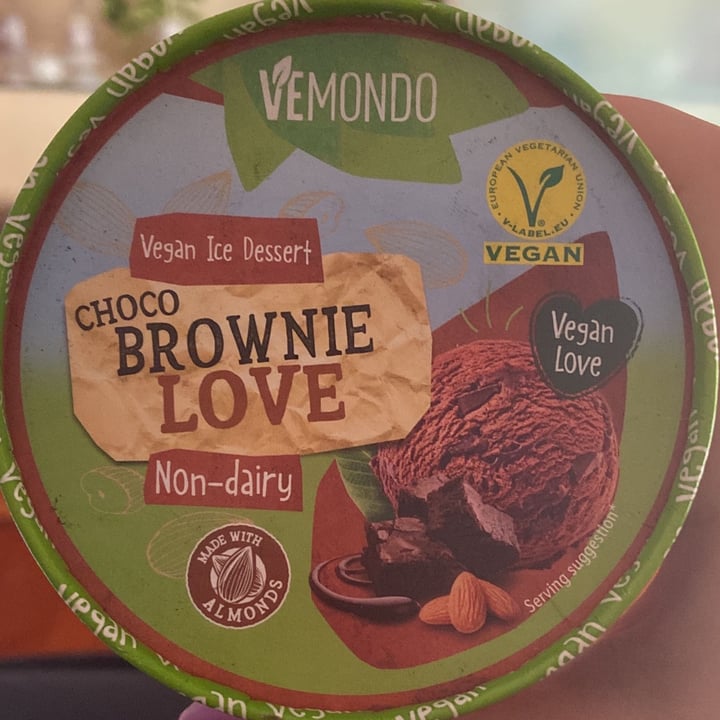 VEMONDO
EUROPEAN VEGETARIAN UNION
V-LABEL.EU
VEGAN
Vegan Ice Dessert
CHOCO
BROWNIE
LOVE
Vegan
Love
Non-dairy
MADE WITH
ALMONDS
Serving suggestion*